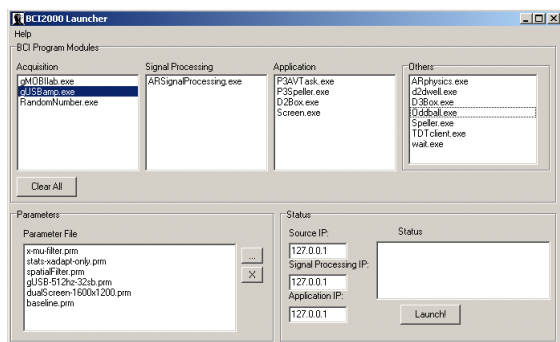 BCI2000 Launcher
Help
BCI Program Modules
Acquisition
gMOBIlab.exe
gUSBamp.exe
RandomNumber.exe
Signal Processing
ARSignalProcessing.exe
Application
P3AVTask.exe
P3Speller.exe
D2Box.exe
Screen.exe
Others
ARphysics.exe
d2dwell.exe
D3Box.exe
Oddball.exe
Speller.exe
TDTclient.exe
wait.exe
Clear All
Parameters
Parameter File
x-mu-filter.prm
stats-xadapt-only.prm
spatialFilter.prm
gUSB-512hz-32sb.prm
dualScreen-1600x1200.prm
baseline.prm
...
X
Status
Source IP:
127.0.0.1
Signal Processing IP:
127.0.0.1
Application IP:
127.0.0.1
Status
Launch!